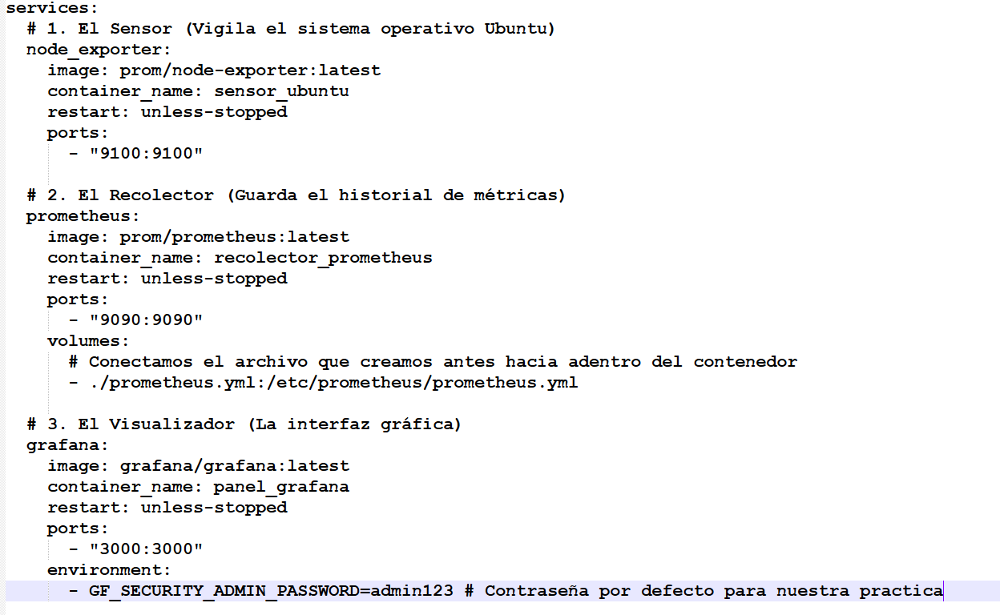 services:
  # 1. El Sensor (Vigila el sistema operativo Ubuntu)
  node_exporter:
    image: prom/node-exporter:latest
    container_name: sensor_ubuntu
    restart: unless-stopped
    ports:
      - "9100:9100"

  # 2. El Recolector (Guarda el historial de métricas)
  prometheus:
    image: prom/prometheus:latest
    container_name: recolector_prometheus
    restart: unless-stopped
    ports:
      - "9090:9090"
    volumes:
      # Conectamos el archivo que creamos antes hacia adentro del contenedor
      - ./prometheus.yml:/etc/prometheus/prometheus.yml

  # 3. El Visualizador (La interfaz gráfica)
  grafana:
    image: grafana/grafana:latest
    container_name: panel_grafana
    restart: unless-stopped
    ports:
      - "3000:3000"
    environment:
      - GF_SECURITY_ADMIN_PASSWORD=admin123 # Contraseña por defecto para nuestra practica